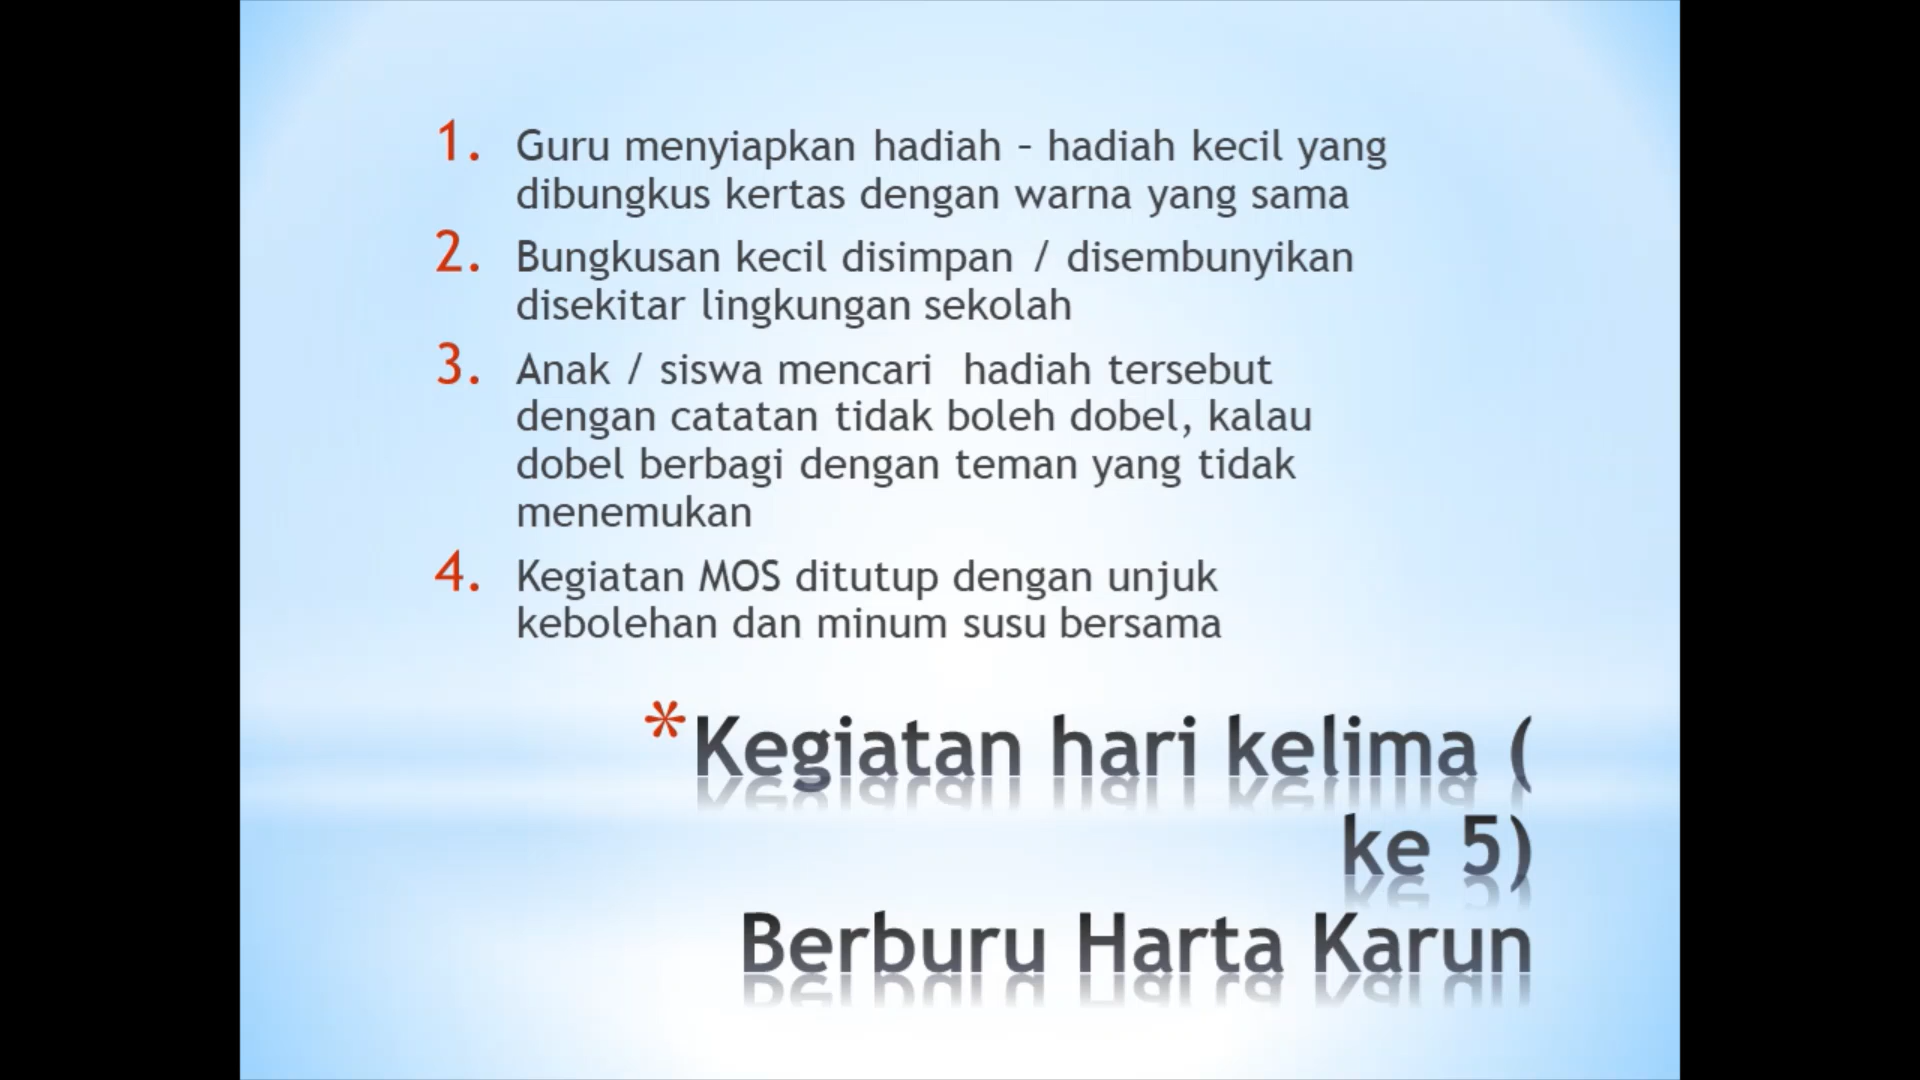 1. Guru menyiapkan hadiah – hadiah kecil yang
dibungkus kertas dengan warna yang sama
2. Bungkusan kecil disimpan / disembunyikan
disekitar lingkungan sekolah
3. Anak / siswa mencari  hadiah tersebut
dengan catatan tidak boleh dobel, kalau
dobel berbagi dengan teman yang tidak
menemukan
4. Kegiatan MOS ditutup dengan unjuk
kebolehan dan minum susu bersama
*Kegiatan hari kelima (
ke 5)
Berburu Harta Karun